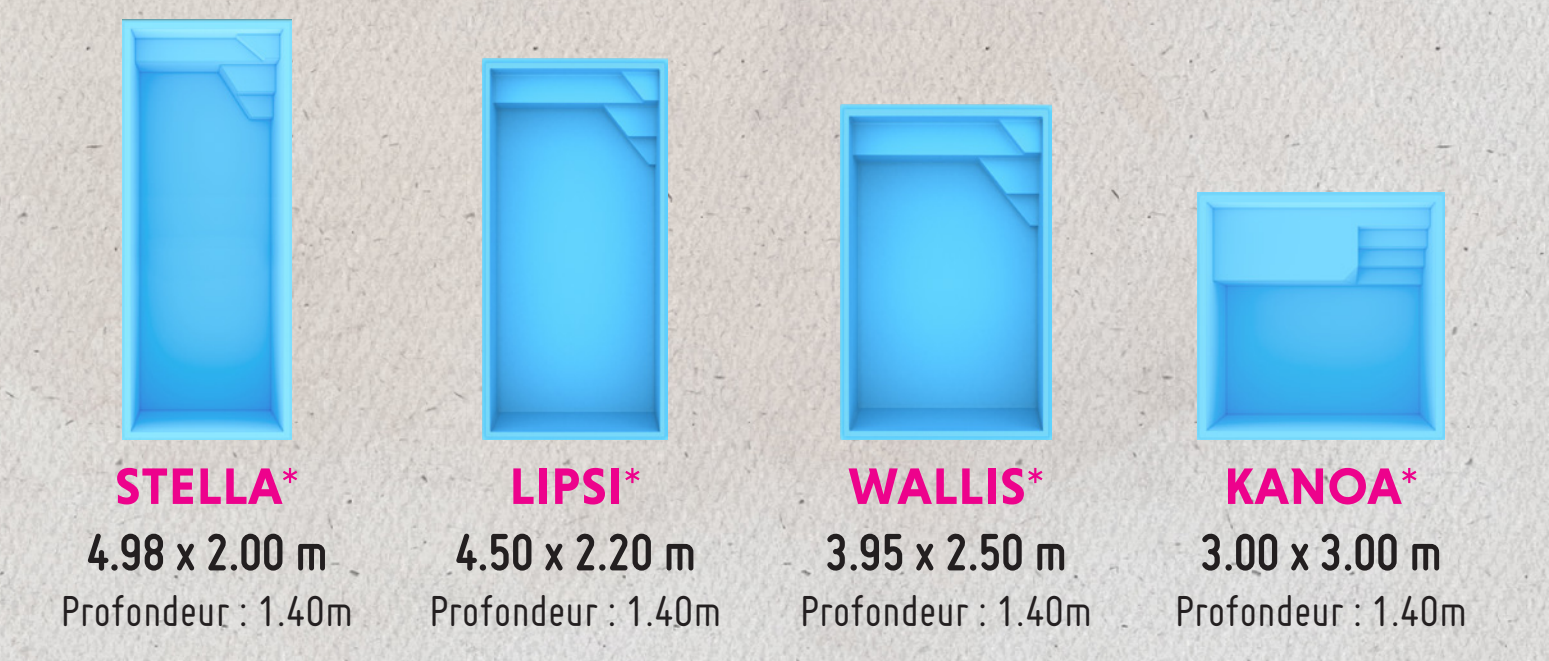 STELLA*
4.98 x 2.00 m
Profondeur : 1.40m
LIPSI*
4.50 x 2.20 m
Profondeur : 1.40m
WALLIS*
3.95 x 2.50 m
Profondeur : 1.40m
KANOA*
3.00 x 3.00 m
Profondeur : 1.40m